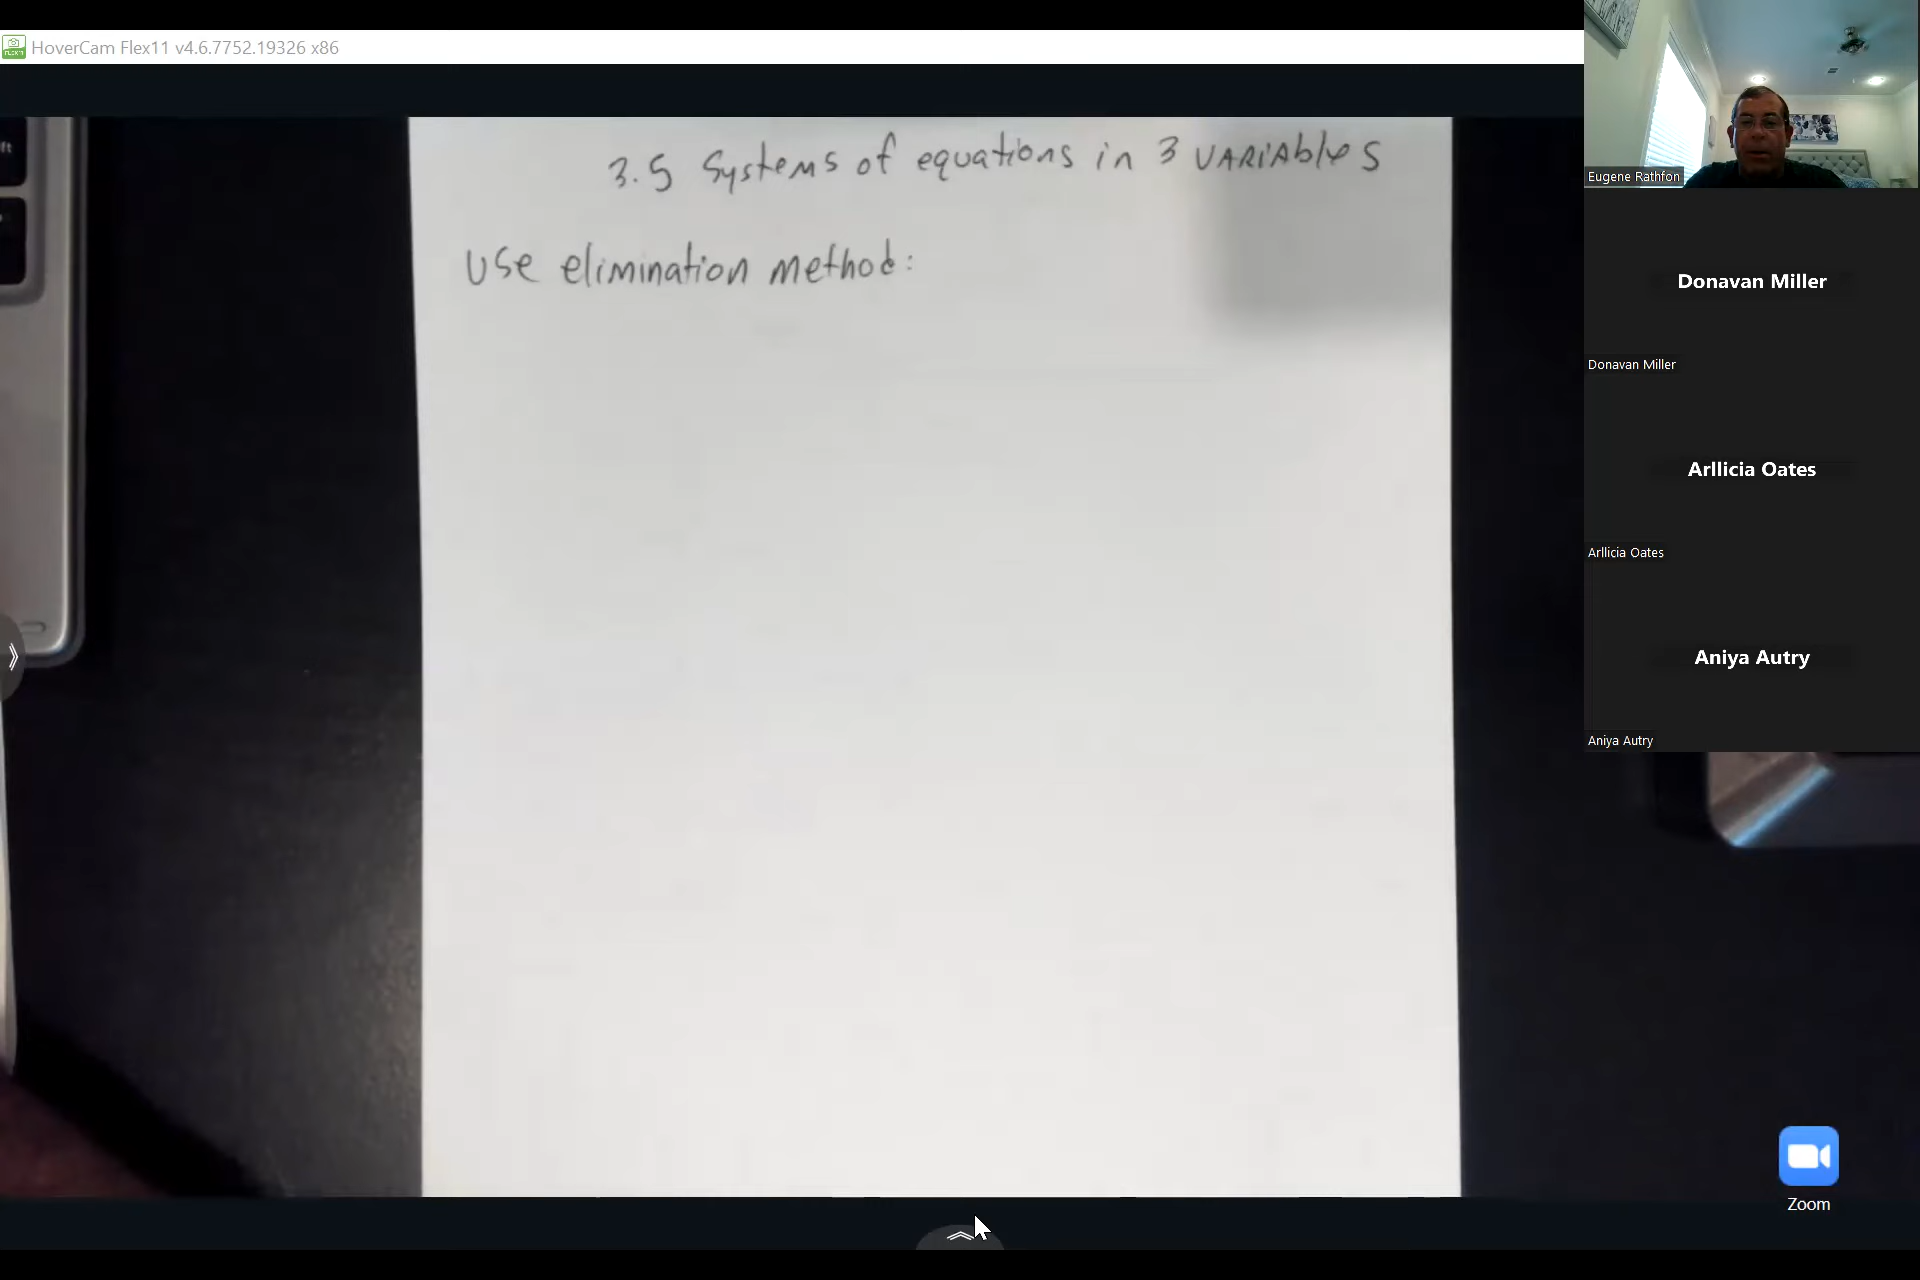 HoverCam Flex11 v4.6.7752.19326 x86
3.5 Systems of equations in 3 VARIAbles
Use elimination method:
Eugene Rathfon
Donavan Miller
Donavan Miller
Arllicia Oates
Arllicia Oates
Aniya Autry
Aniya Autry
Zoom